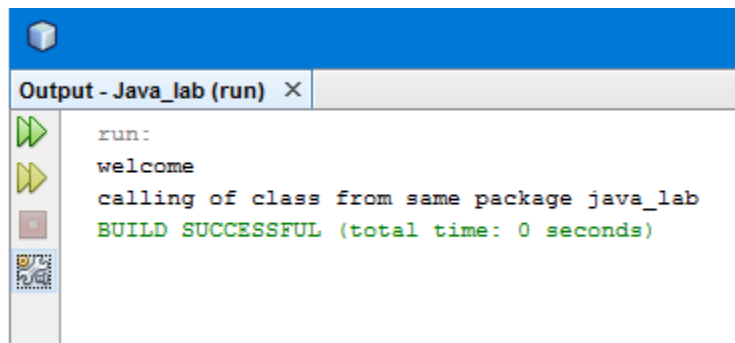 Output - Java_lab (run) ×
run:
welcome
calling of class from same package java_lab
BUILD SUCCESSFUL (total time: 0 seconds)